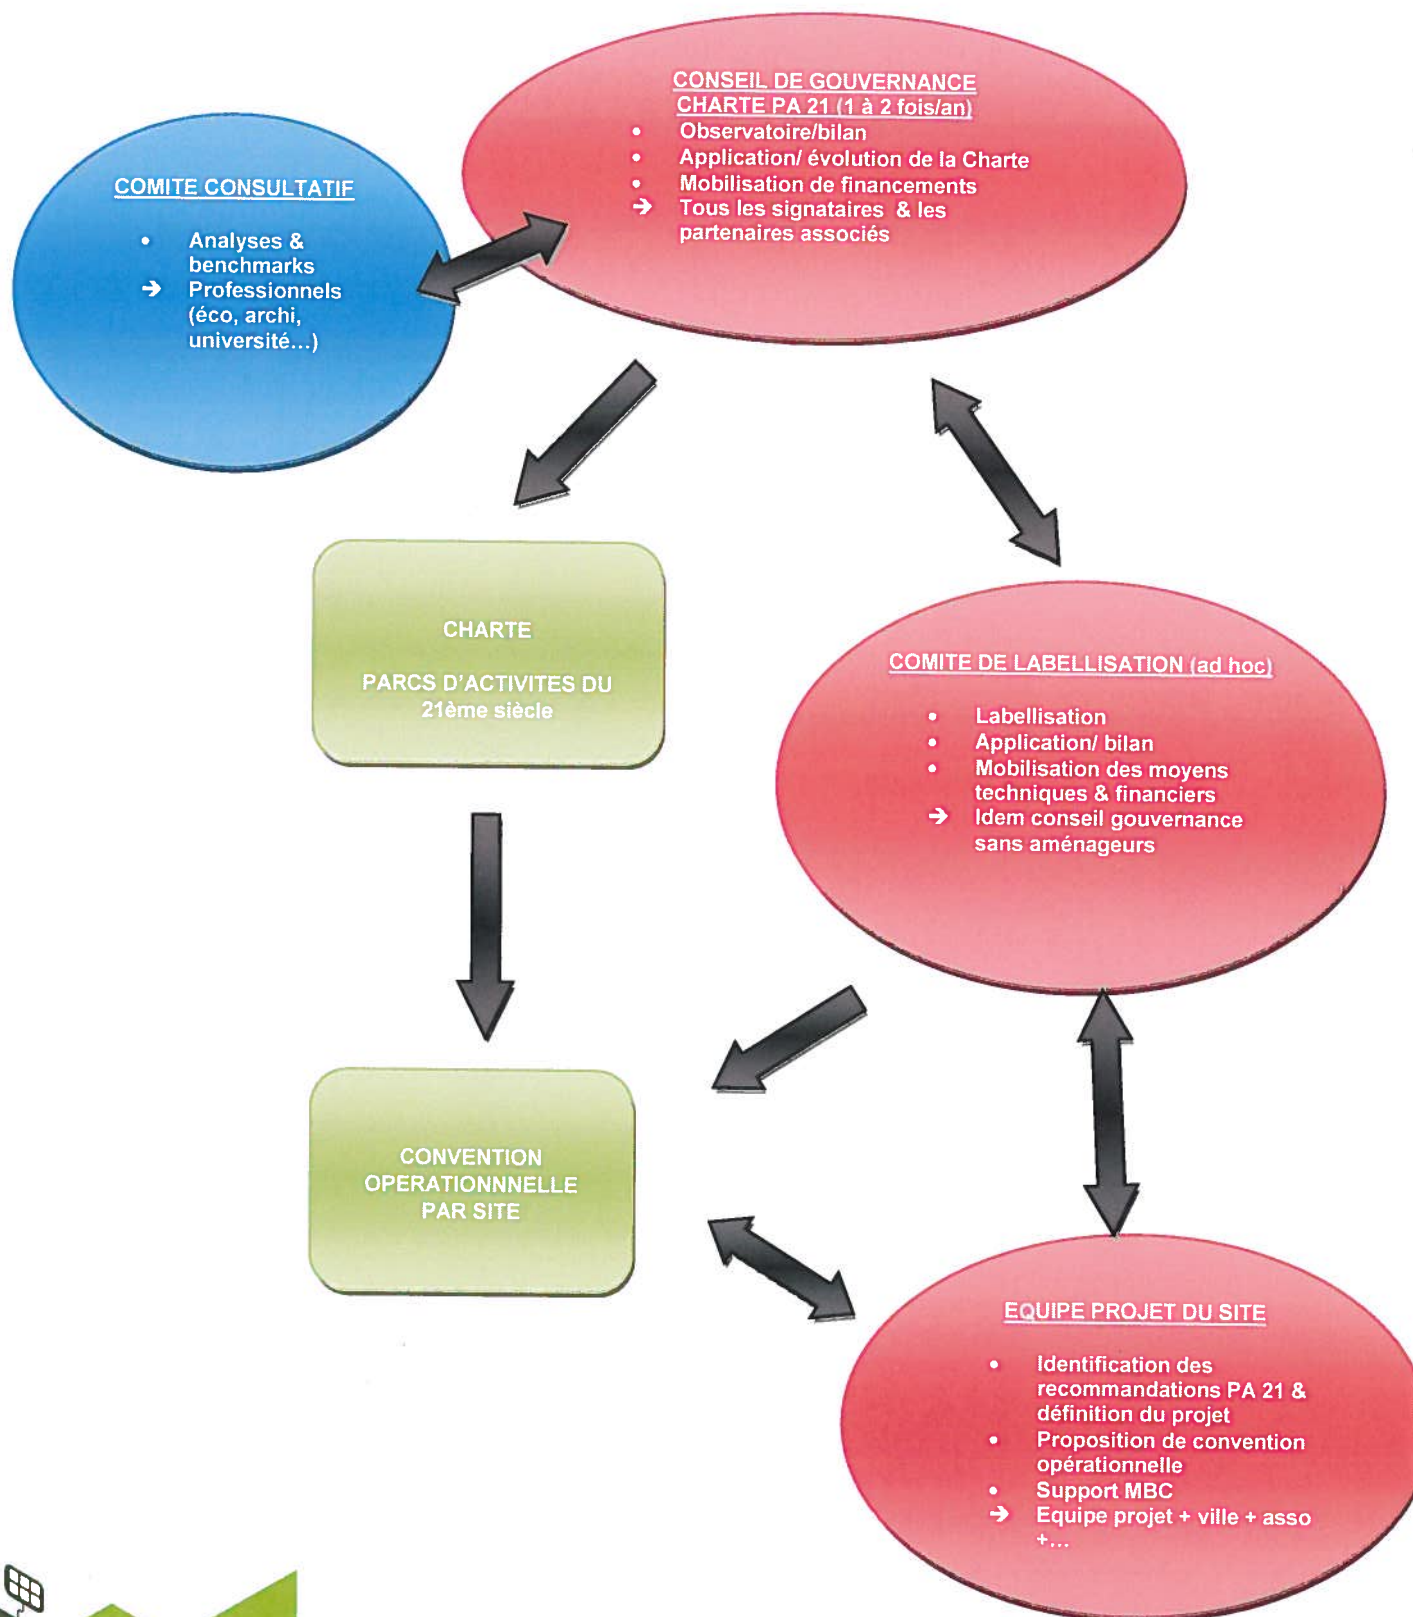 CONSEIL DE GOUVERNANCE
CHARTE PA 21 (1 à 2 fois/an)
• Observatoire/bilan
• Application/ évolution de la Charte
• Mobilisation de financements
➔ Tous les signataires & les
partenaires associés
COMITE CONSULTATIF
• Analyses &
benchmarks
➔ Professionnels
(éco, archi,
université…)
CHARTE
PARCS D'ACTIVITES DU
21ème siècle
COMITE DE LABELLISATION (ad hoc)
• Labellisation
• Application/ bilan
• Mobilisation des moyens
techniques & financiers
➔ Idem conseil gouvernance
sans aménageurs
CONVENTION
OPERATIONNNELLE
PAR SITE
EQUIPE PROJET DU SITE
• Identification des
recommandations PA 21 &
définition du projet
• Proposition de convention
opérationnelle
• Support MBC
➔ Equipe projet + ville + asso
+…